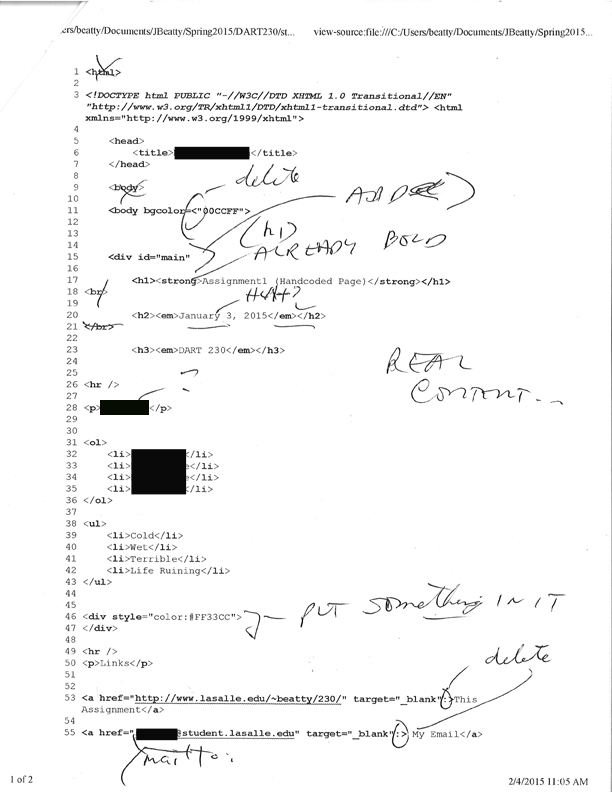 ers/beatty/Documents/JBeatty/Spring2015/DART230/st... view-source:file:///C:/Users/beatty/Documents/JBeatty/Spring2015...
1 <html>
2
3 <!DOCTYPE html PUBLIC "-//W3C//DTD XHTML 1.0 Transitional//EN"
"http://www.w3.org/TR/xhtml1/DTD/xhtml1-transitional.dtd"> <html
xmlns="http://www.w3.org/1999/xhtml">
4
5 <head>
6 <title></title>
7 </head>
8
delete
9 <body>
ADD
10
11 <body bgcolor=<"00CCFF">
12
(h1)
13
ALREADY BOLD
14
15 <div id="main"
16
17 <h1><strong>Assignment1 (Handcoded Page)</strong></h1>
18 <br>
19
20 <h2><em>January 3, 2015</em></h2>
21 </br>
22
23 <h3><em>DART 230</em></h3>
24
REAL
25
26 <hr />
?
CONTENT...
27
28 <p></p>
29
30
31 <ol>
32 <li></li>
33 <li>e</li>
34 <li>e</li>
35 <li></li>
36 </ol>
37
38 <ul>
39 <li>Cold</li>
40 <li>Wet</li>
41 <li>Terrible</li>
42 <li>Life Ruining</li>
43 </ul>
44
45
46 <div style="color:#FF33CC"> PUT something IN IT
47 </div>
48
49 <hr />
delete
50 <p>Links</p>
51
52
53 <a href="http://www.lasalle.edu/~beatty/230/" target="_blank":>This
Assignment</a>
54
55 <a href="@student.lasalle.edu" target="_blank":> My Email</a>
mailto:
1 of 2 2/4/2015 11:05 AM